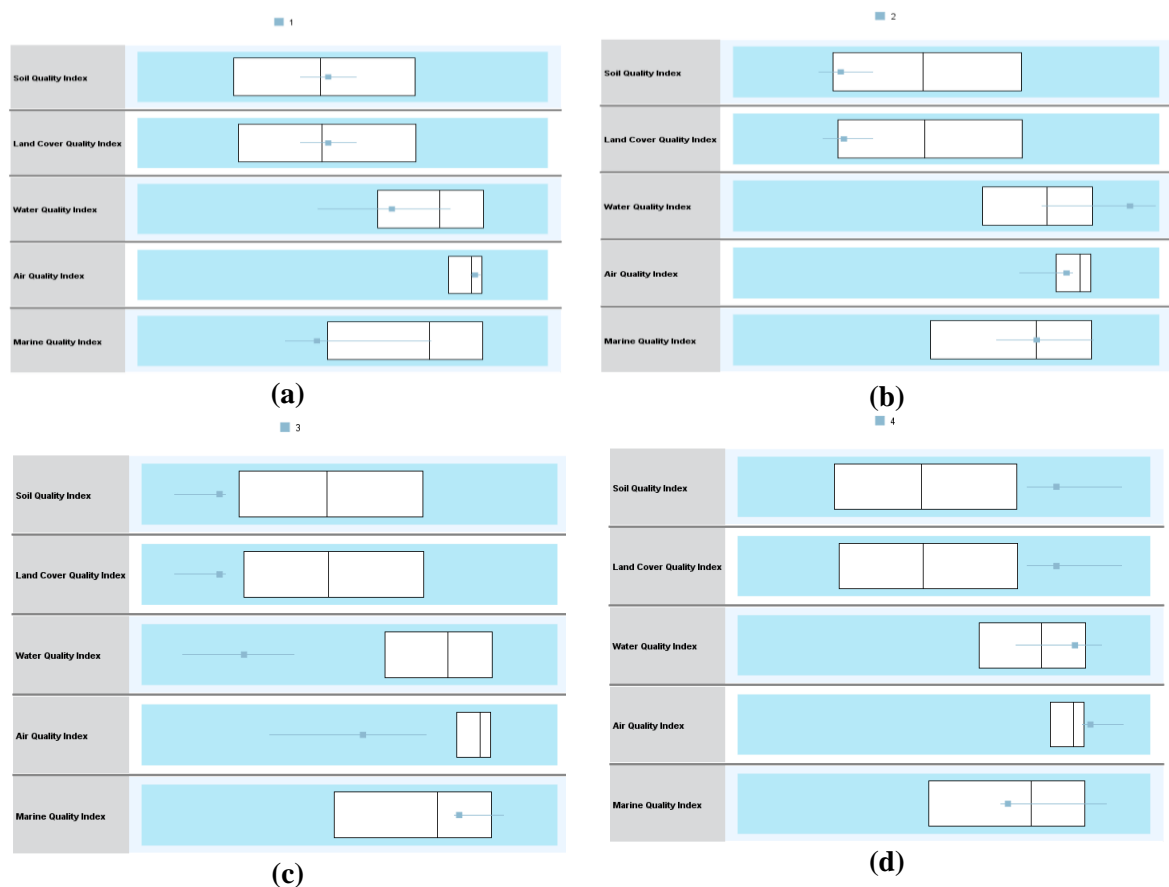 1
Soil Quality Index
Land Cover Quality Index
Water Quality Index
Air Quality Index
Marine Quality Index
(a)
2
Soil Quality Index
Land Cover Quality Index
Water Quality Index
Air Quality Index
Marine Quality Index
(b)
3
Soil Quality Index
Land Cover Quality Index
Water Quality Index
Air Quality Index
Marine Quality Index
(c)
4
Soil Quality Index
Land Cover Quality Index
Water Quality Index
Air Quality Index
Marine Quality Index
(d)